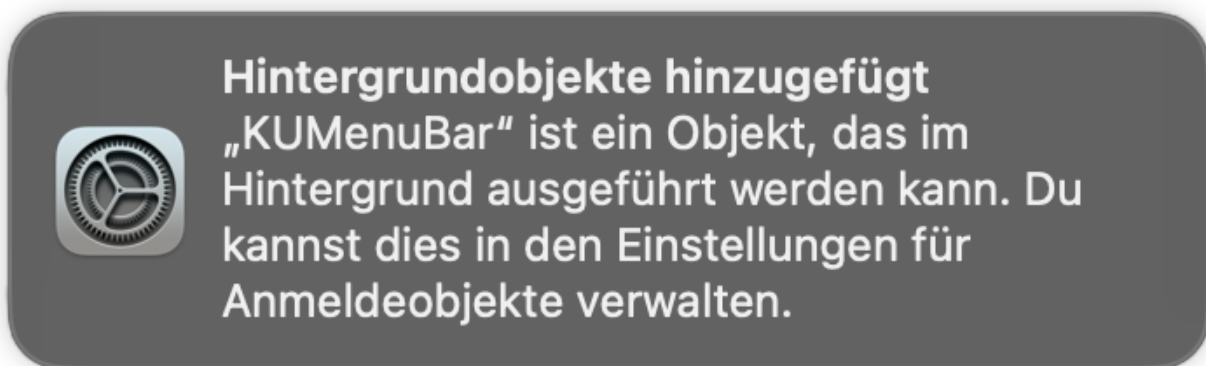 Hintergrundobjekte hinzugefügt
„KUMenuBar“ ist ein Objekt, das im
Hintergrund ausgeführt werden kann. Du
kannst dies in den Einstellungen für
Anmeldeobjekte verwalten.